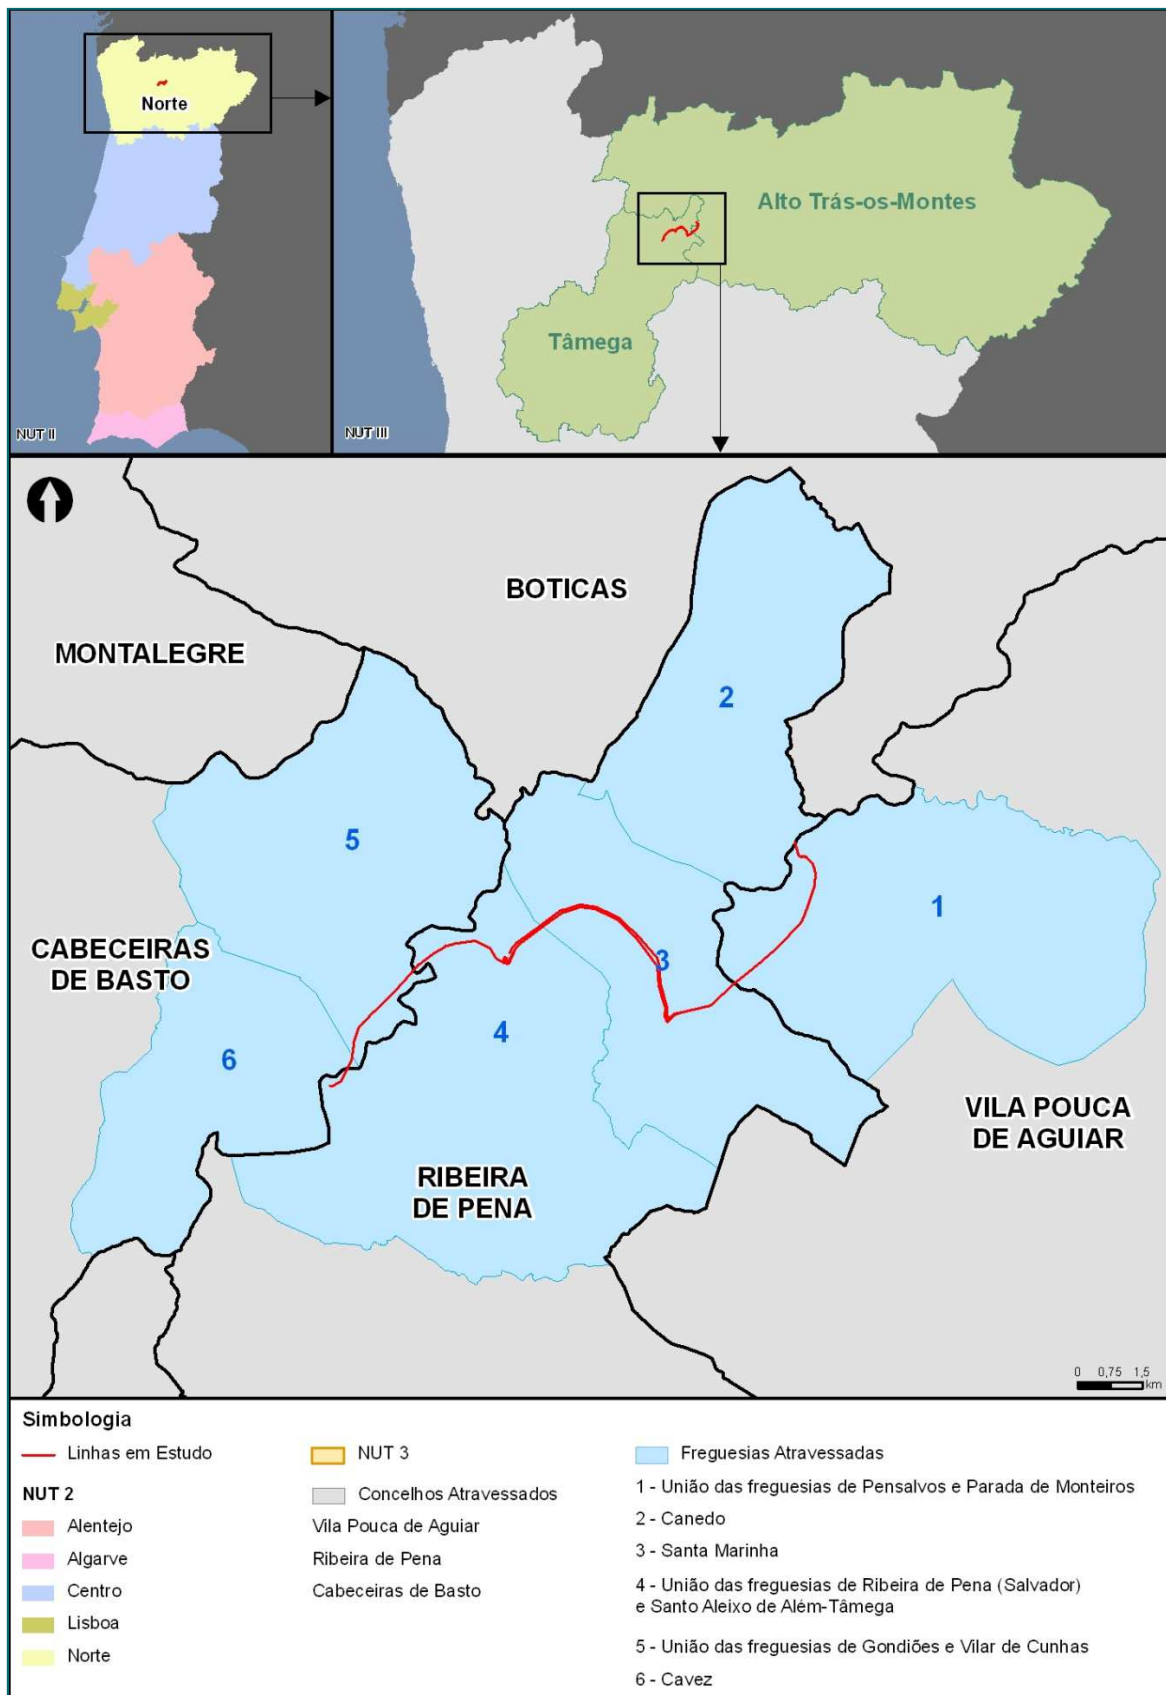 Norte
NUT II
Alto Trás-os-Montes
Tâmega
NUT III
BOTICAS
MONTALEGRE
2
5
1
CABECEIRAS
DE BASTO
3
4
6
VILA POUCA
DE AGUIAR
RIBEIRA
DE PENA
0 0,75 1,5
km
Simbologia
Linhas em Estudo
NUT 2
Alentejo
Algarve
Centro
Lisboa
Norte
NUT 3
Concelhos Atravessados
Vila Pouca de Aguiar
Ribeira de Pena
Cabeceiras de Basto
Freguesias Atravessadas
1 - União das freguesias de Pensalvos e Parada de Monteiros
2 - Canedo
3 - Santa Marinha
4 - União das freguesias de Ribeira de Pena (Salvador)
e Santo Aleixo de Além-Tâmega
5 - União das freguesias de Gondiões e Vilar de Cunhas
6 - Cavez